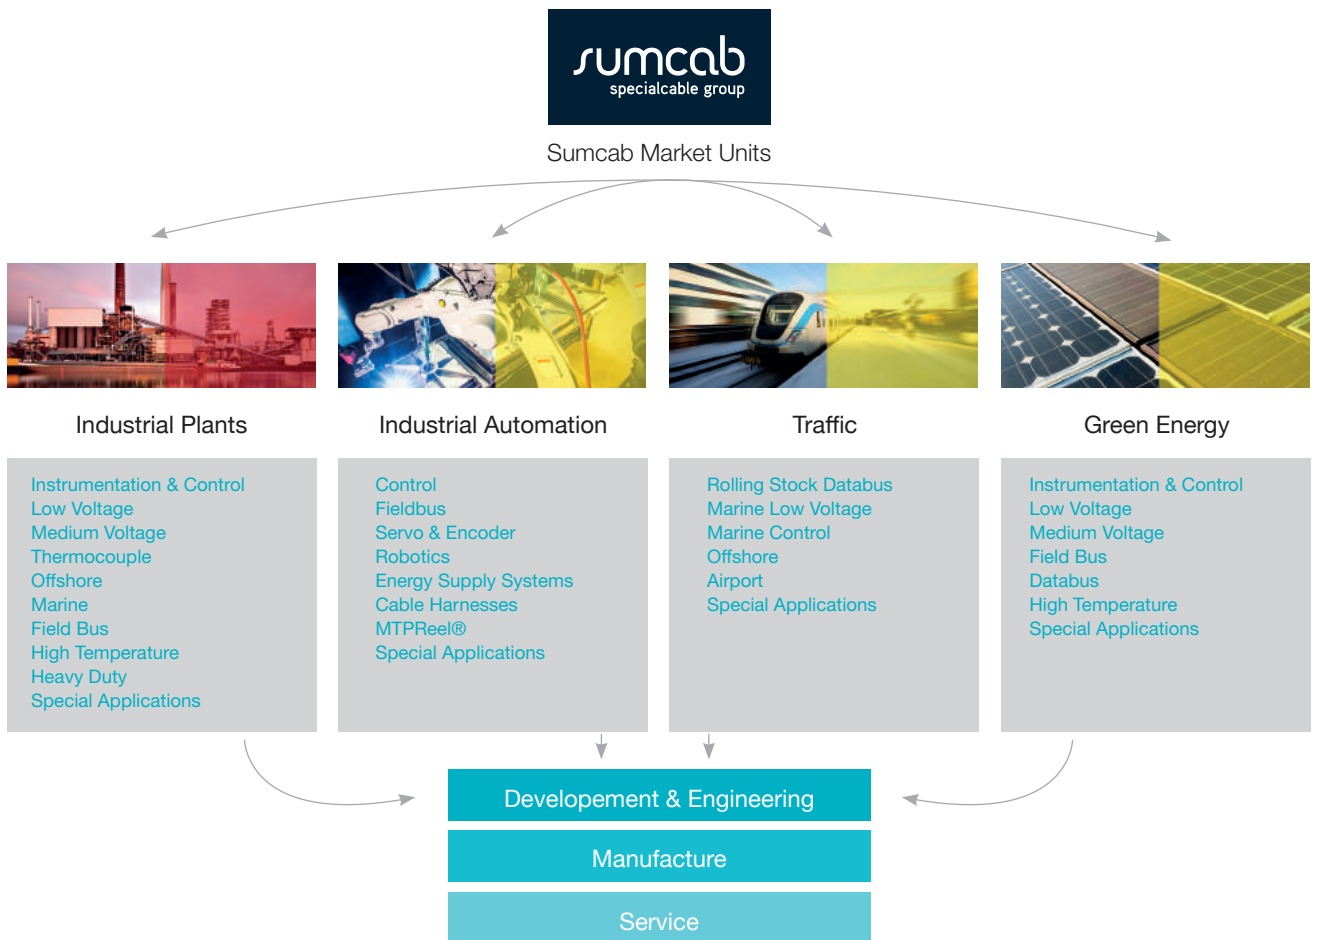 sumcab
specialcable group
Sumcab Market Units
Industrial Plants
Instrumentation & Control
Low Voltage
Medium Voltage
Thermocouple
Offshore
Marine
Field Bus
High Temperature
Heavy Duty
Special Applications
Industrial Automation
Control
Fieldbus
Servo & Encoder
Robotics
Energy Supply Systems
Cable Harnesses
MTPReel®
Special Applications
Traffic
Rolling Stock Databus
Marine Low Voltage
Marine Control
Offshore
Airport
Special Applications
Green Energy
Instrumentation & Control
Low Voltage
Medium Voltage
Field Bus
Databus
High Temperature
Special Applications
Developement & Engineering
Manufacture
Service